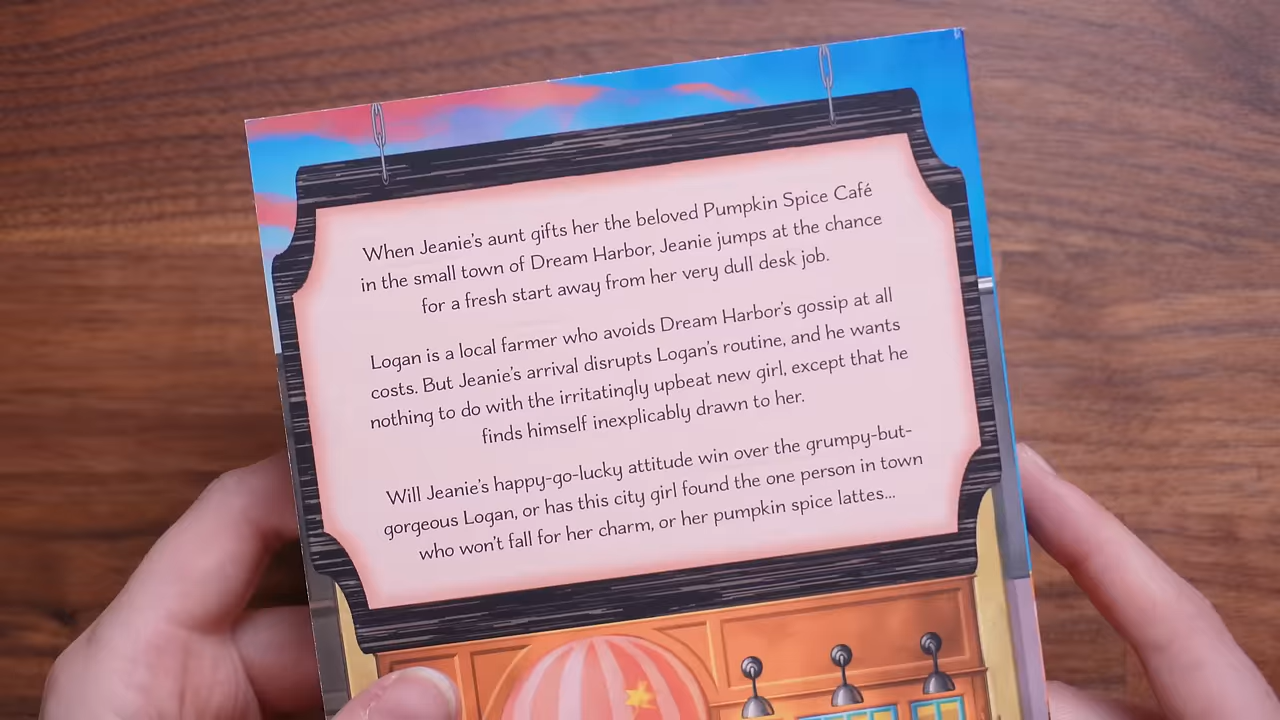 When Jeanie's aunt gifts her the beloved Pumpkin Spice Café
in the small town of Dream Harbor, Jeanie jumps at the chance
for a fresh start away from her very dull desk job.
Logan is a local farmer who avoids Dream Harbor's gossip at all
costs. But Jeanie's arrival disrupts Logan's routine, and he wants
nothing to do with the irritatingly upbeat new girl, except that he
finds himself inexplicably drawn to her.
Will Jeanie's happy-go-lucky attitude win over the grumpy-but-
gorgeous Logan, or has this city girl found the one person in town
who won't fall for her charm, or her pumpkin spice lattes...